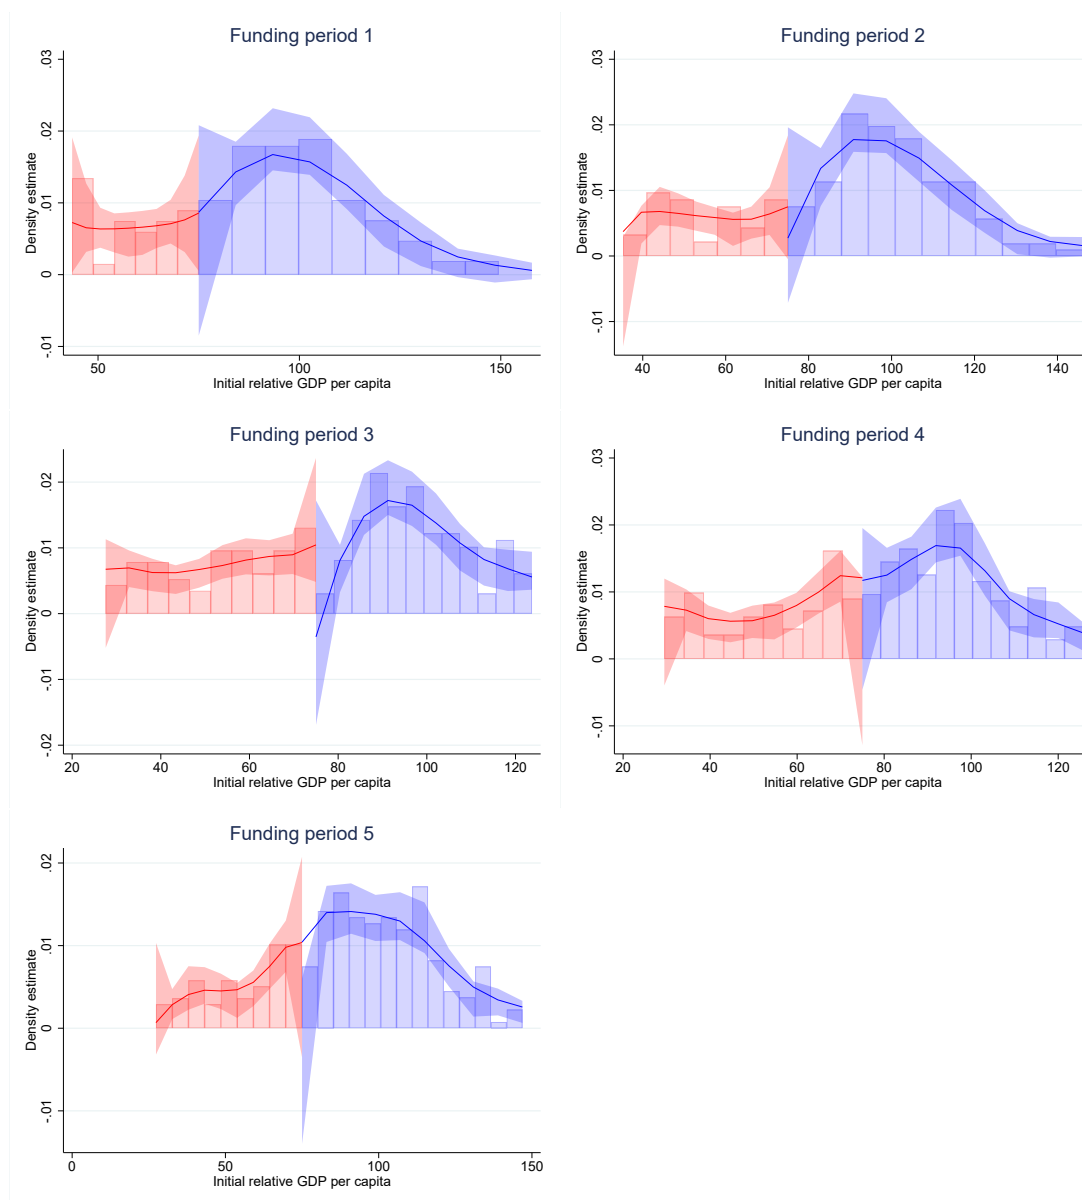 Funding period 1
Density estimate
.03
.02
.01
0
-.01
50 100 150
Initial relative GDP per capita
Funding period 2
Density estimate
.03
.02
.01
0
-.01
40 60 80 100 120 140
Initial relative GDP per capita
Funding period 3
Density estimate
.02
.01
0
-.01
-.02
20 40 60 80 100 120
Initial relative GDP per capita
Funding period 4
Density estimate
.03
.02
.01
0
-.01
20 40 60 80 100 120
Initial relative GDP per capita
Funding period 5
Density estimate
.02
.01
0
-.01
0 50 100 150
Initial relative GDP per capita